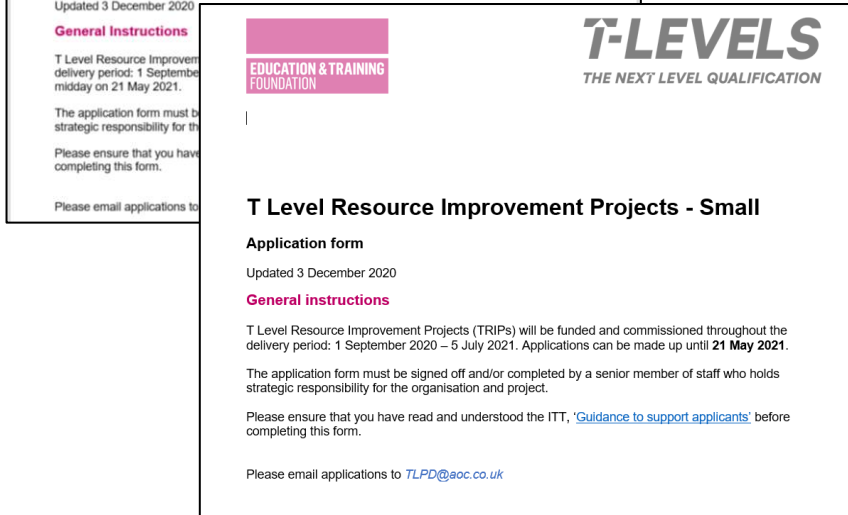 Updated 3 December 2020
General Instructions
T Level Resource
delivery period: 1
midday on 21 May 2021.
The application form must
strategic responsibility for
Please ensure that you have
completing this form.
Please email applications to
EDUCATION & TRAINING
FOUNDATION
T-LEVELS
THE NEXT LEVEL QUALIFICATION
T Level Resource Improvement Projects - Small
Application form
Updated 3 December 2020
General instructions
T Level Resource Improvement Projects (TRIPs) will be funded and commissioned throughout the
delivery period: 1 September 2020 – 5 July 2021. Applications can be made up until 21 May 2021.
The application form must be signed off and/or completed by a senior member of staff who holds
strategic responsibility for the organisation and project.
Please ensure that you have read and understood the ITT, ‘Guidance to support applicants’ before
completing this form.
Please email applications to TLPD@aoc.co.uk